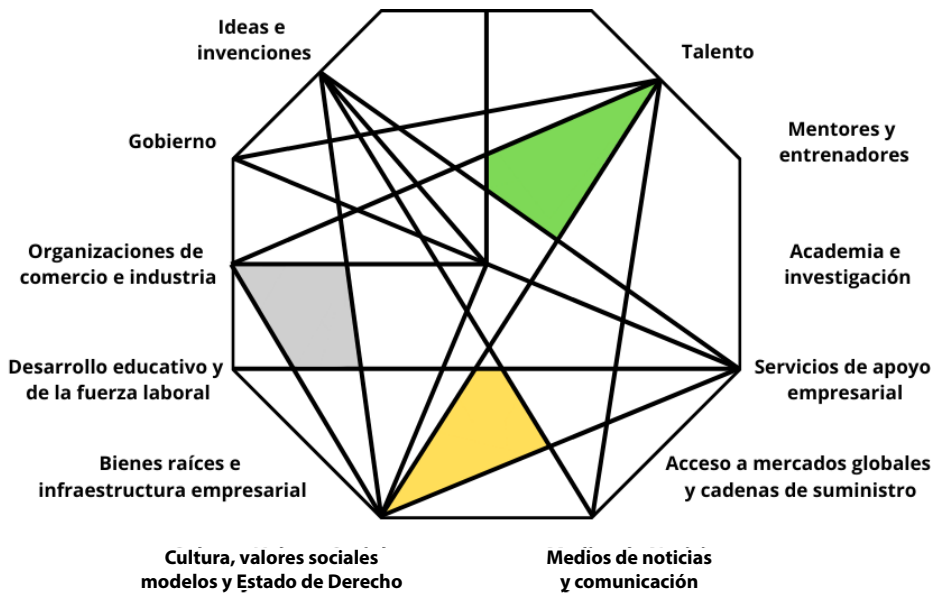 Ideas e
invenciones
Talento
Gobierno
Mentores y
entrenadores
Organizaciones de
comercio e industria
Academia e
investigación
Desarrollo educativo y
de la fuerza laboral
Servicios de apoyo
empresarial
Bienes raíces e
infraestructura empresarial
Acceso a mercados globales
y cadenas de suministro
Cultura, valores sociales
modelos y Estado de Derecho
Medios de noticias
y comunicación